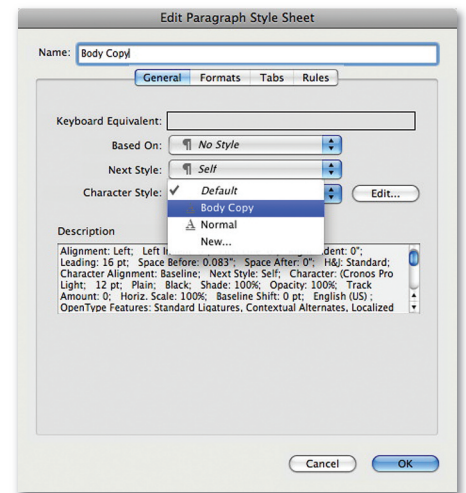 Edit Paragraph Style Sheet
Name: Body Copy
General Formats Tabs Rules
Keyboard Equivalent:
Based On: ¶ No Style
Next Style: ¶ Self
Character Style: ✓ Default
Edit...
A Body Copy
A Normal
New...
Description
Alignment: Left; Left dent: 0";
Leading: 16 pt; Space Before: 0.083"; Space After: 0"; H&J: Standard;
Character Alignment: Baseline; Next Style: Self; Character: (Cronos Pro
Light; 12 pt; Plain; Black; Shade: 100%; Opacity: 100%; Track
Amount: 0; Horiz. Scale: 100%; Baseline Shift: 0 pt; English (US) ;
OpenType Features: Standard Ligatures, Contextual Alternates, Localized
Cancel OK